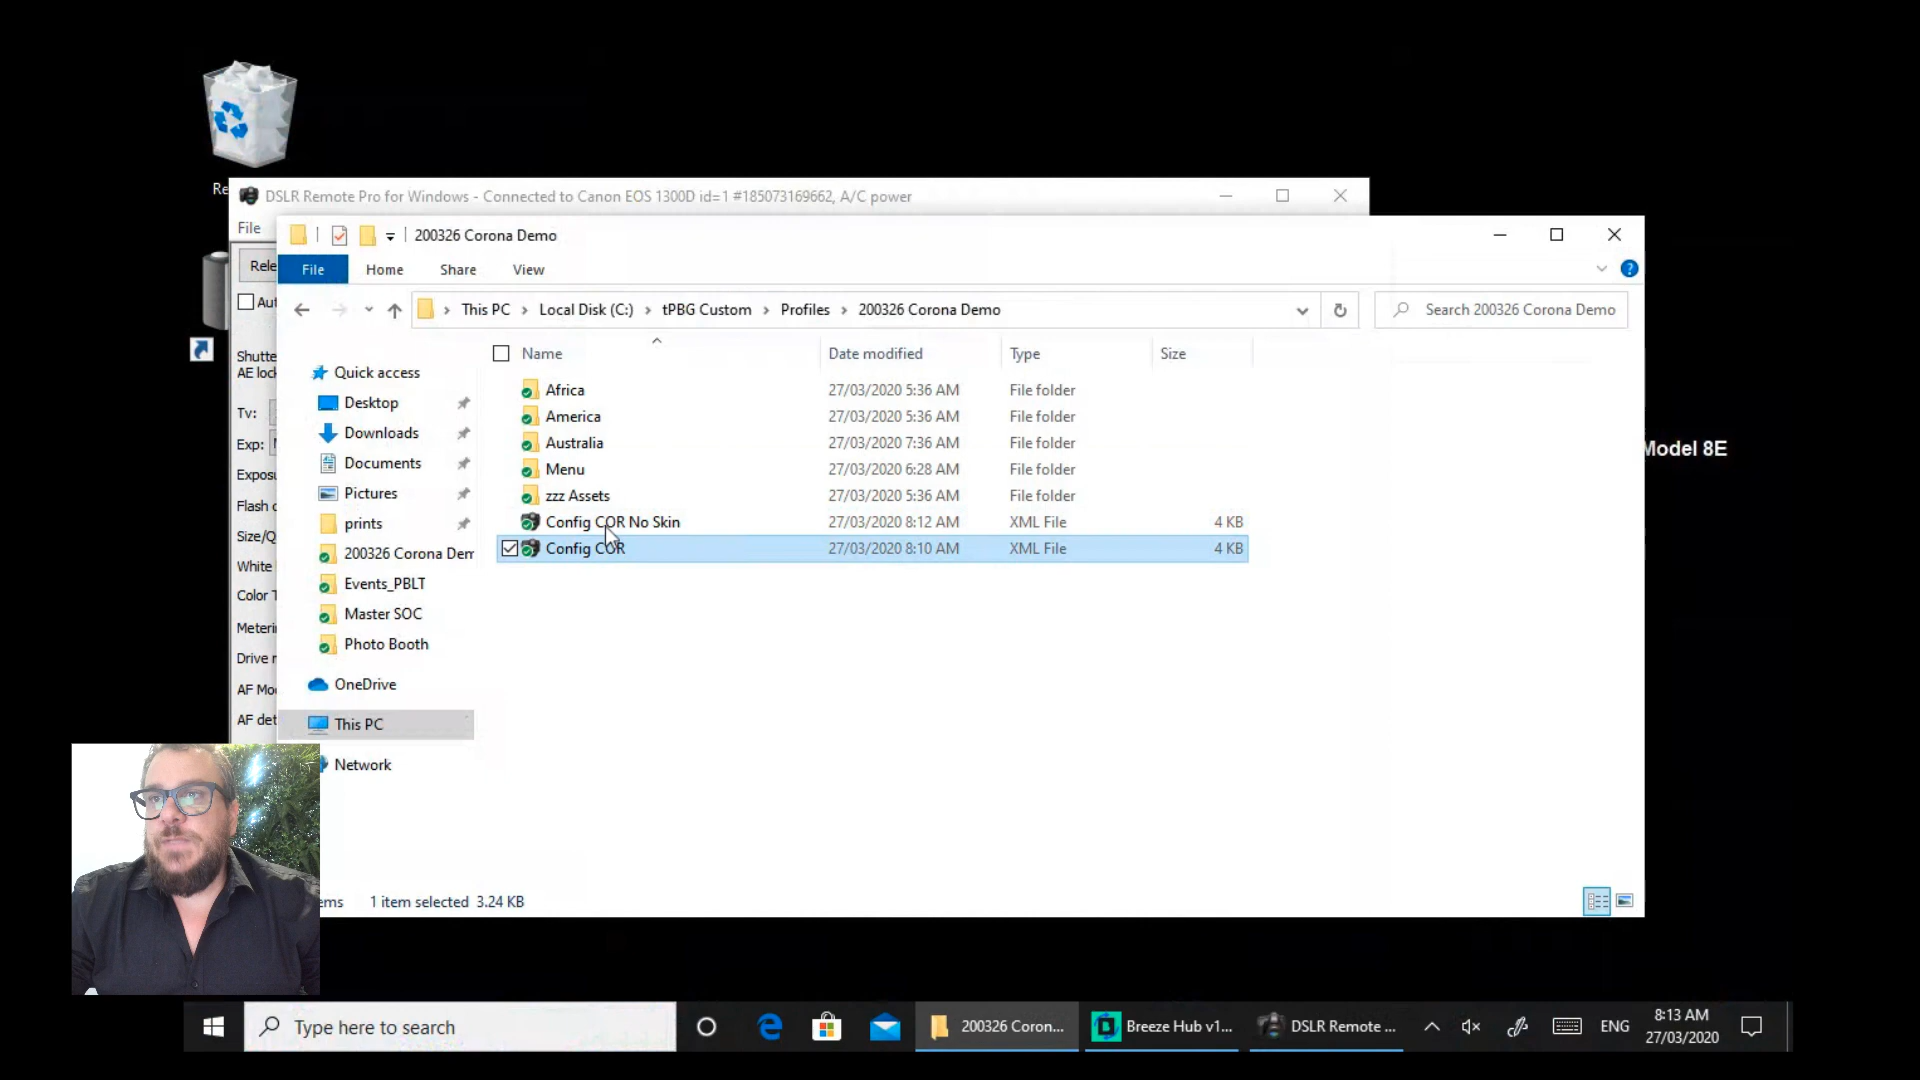 Re
DSLR Remote Pro for Windows - Connected to Canon EOS 1300D id=1 #185073169662, A/C power
File
200326 Corona Demo
Rele
File Home Share View
Aut
This PC > Local Disk (C:) > tPBG Custom > Profiles > 200326 Corona Demo
Search 200326 Corona Demo
Shutte
AE lock
Tv:
Exp:
Exposu
Flash c
Size/Q
White
Color T
Meterin
Drive r
AF Mod
AF det
Quick access
Desktop
Downloads
Documents
Pictures
prints
200326 Corona Dem
Events_PBLT
Master SOC
Photo Booth
OneDrive
This PC
Network
Name Date modified Type Size
Africa 27/03/2020 5:36 AM File folder
America 27/03/2020 5:36 AM File folder
Australia 27/03/2020 7:36 AM File folder
Menu 27/03/2020 6:28 AM File folder
zzz Assets 27/03/2020 5:36 AM File folder
Config COR No Skin 27/03/2020 8:12 AM XML File 4 KB
Config COR 27/03/2020 8:10 AM XML File 4 KB
Model 8E
ems 1 item selected 3.24 KB
Type here to search
200326 Coron...
Breeze Hub v1...
DSLR Remote ...
ENG
8:13 AM
27/03/2020